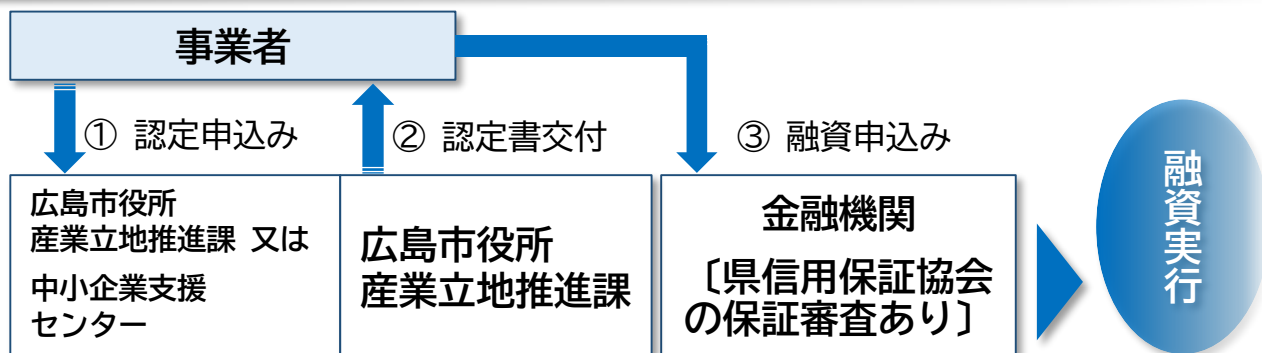 事業者
① 認定申込み
② 認定書交付
③ 融資申込み
広島市役所
産業立地推進課 又は
中小企業支援
センター
広島市役所
産業立地推進課
金融機関
〔県信用保証協会
の保証審査あり〕
融資実行